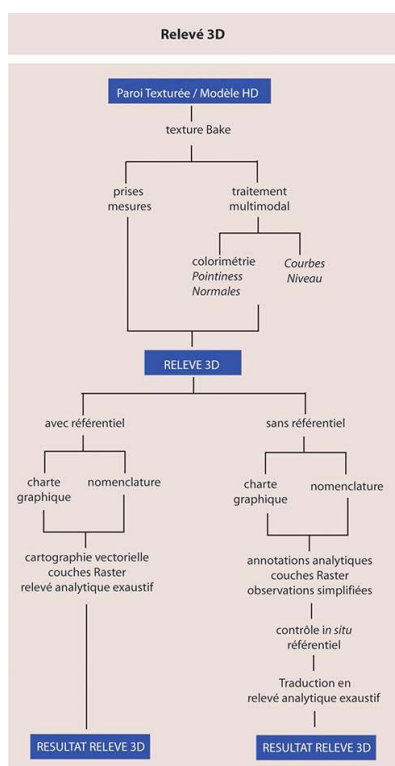 Relevé 3D
Paroi Texturée / Modèle HD
texture Bake
prises
mesures
traitement
multimodal
colorimétrie
Pointiness
Normales
Courbes
Niveau
RELEVE 3D
avec référentiel
sans référentiel
charte
graphique
nomenclature
charte
graphique
nomenclature
cartographie vectorielle
couches Raster
relevé analytique exaustif
annotations analytiques
couches Raster
observations simplifiées
contrôle in situ
référentiel
Traduction en
relevé analytique exaustif
RESULTAT RELEVE 3D
RESULTAT RELEVE 3D